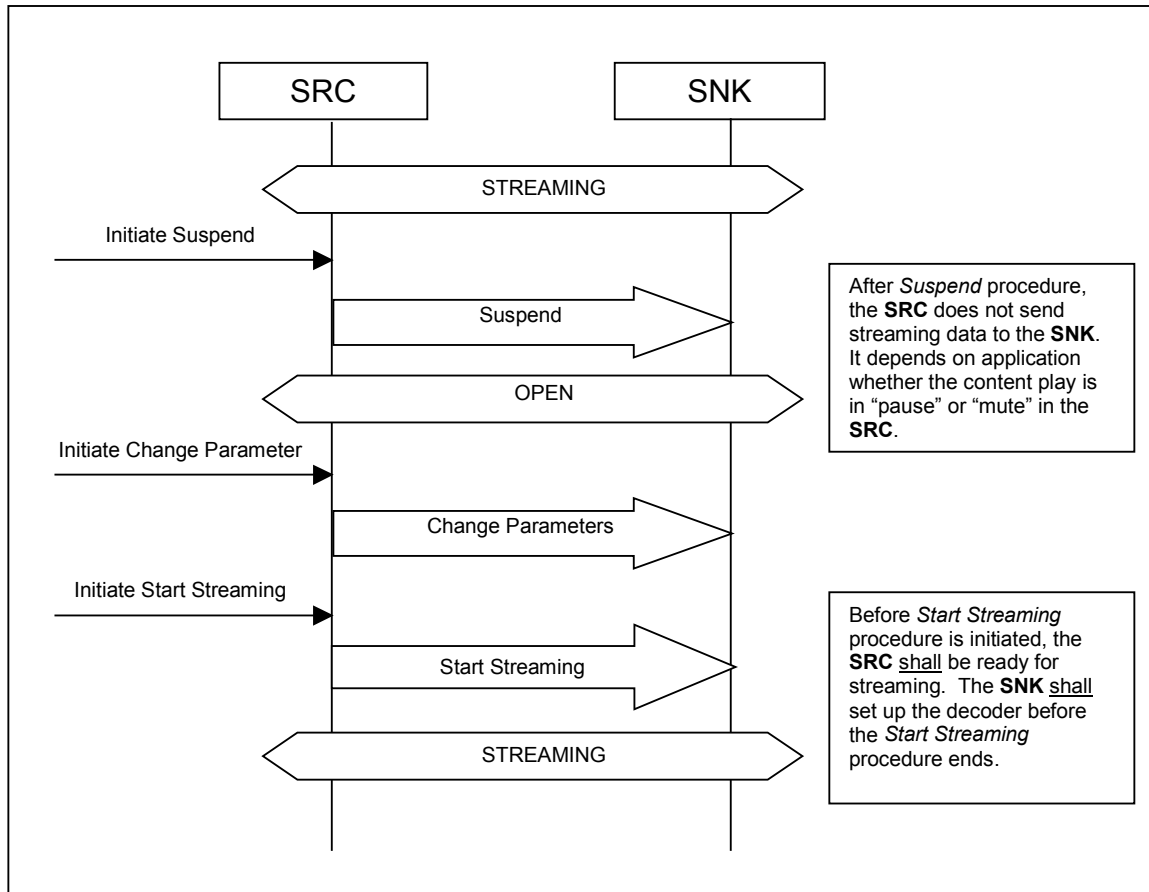 SRC
SNK
STREAMING
Initiate Suspend
Suspend
After Suspend procedure,
the SRC does not send
streaming data to the SNK.
It depends on application
whether the content play is
in “pause” or “mute” in the
SRC.
OPEN
Initiate Change Parameter
Change Parameters
Initiate Start Streaming
Start Streaming
Before Start Streaming
procedure is initiated, the
SRC shall be ready for
streaming. The SNK shall
set up the decoder before
the Start Streaming
procedure ends.
STREAMING